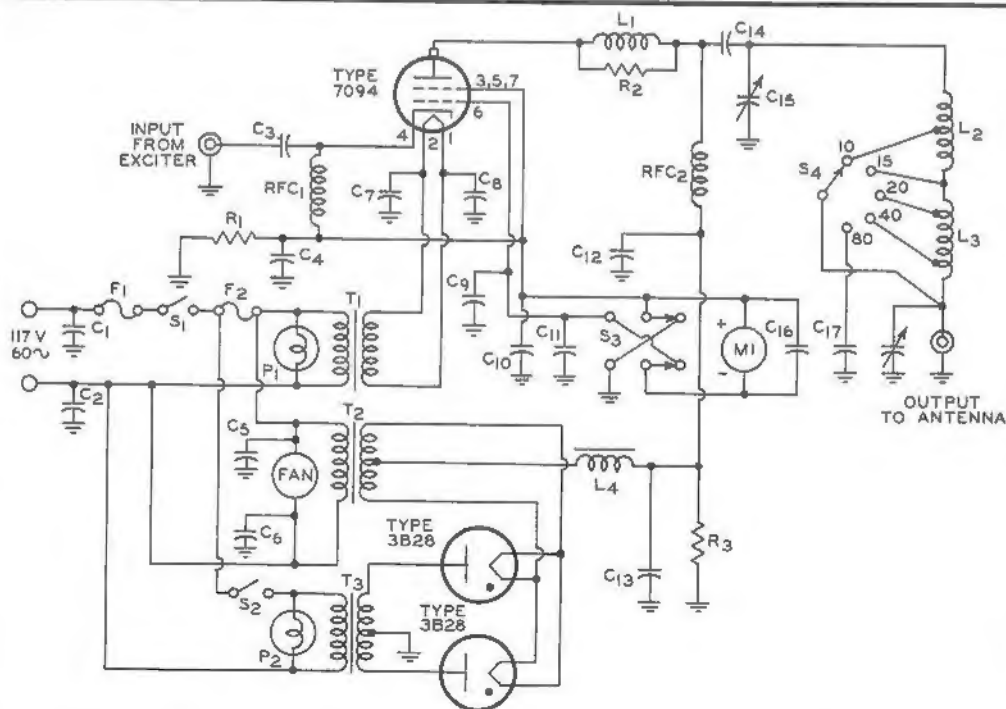 L1
C14
R2
TYPE
7094
3,5,7
6
4
2
1
C15
INPUT
FROM
EXCITER
C3
RFC1
C7
C8
RFC2
10
15
20
40
80
S4
L2
L3
R1
C4
C12
C9
F1
S1
F2
T1
117 V
60~
C1
P1
C10
C11
S3
+
M1
-
C16
C17
C2
OUTPUT
TO ANTENNA
T2
C5
FAN
L4
C6
TYPE
3B28
R3
C13
T3
S2
TYPE
3B28
P2